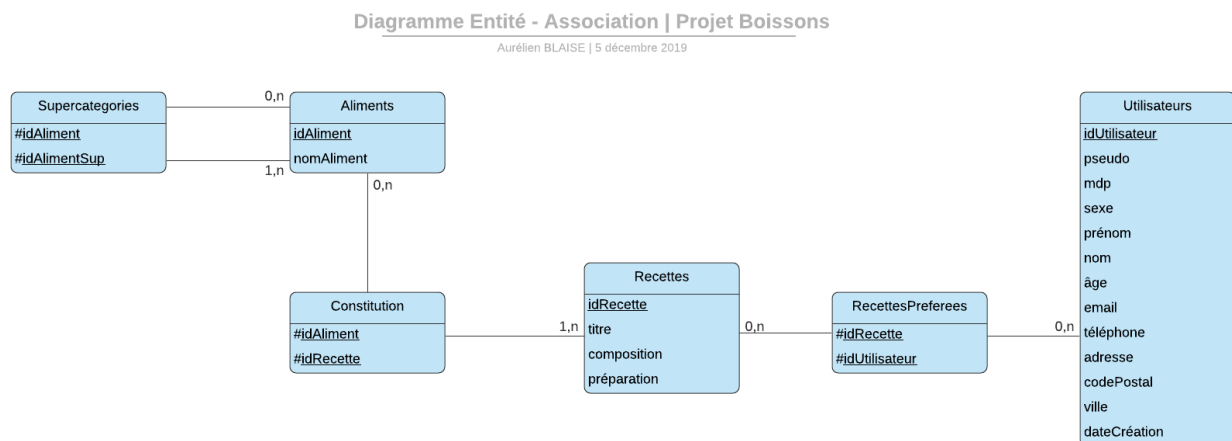 Diagramme Entité - Association | Projet Boissons
Aurélien BLAISE | 5 décembre 2019
Supercategories
#idAliment
#idAlimentSup
0,n
1,n
Aliments
idAliment
nomAliment
0,n
Constitution
#idAliment
#idRecette
1,n
Recettes
idRecette
titre
composition
préparation
0,n
RecettesPreferees
#idRecette
#idUtilisateur
0,n
Utilisateurs
idUtilisateur
pseudo
mdp
sexe
prénom
nom
âge
email
téléphone
adresse
codePostal
ville
dateCréation